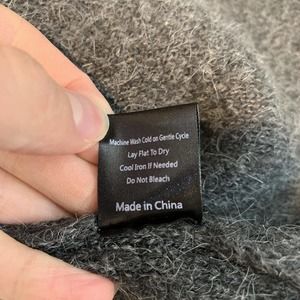 Machine Wash Cold on Gentle Cycle
Lay Flat To Dry
Cool Iron If Needed
Do Not Bleach
Made in China